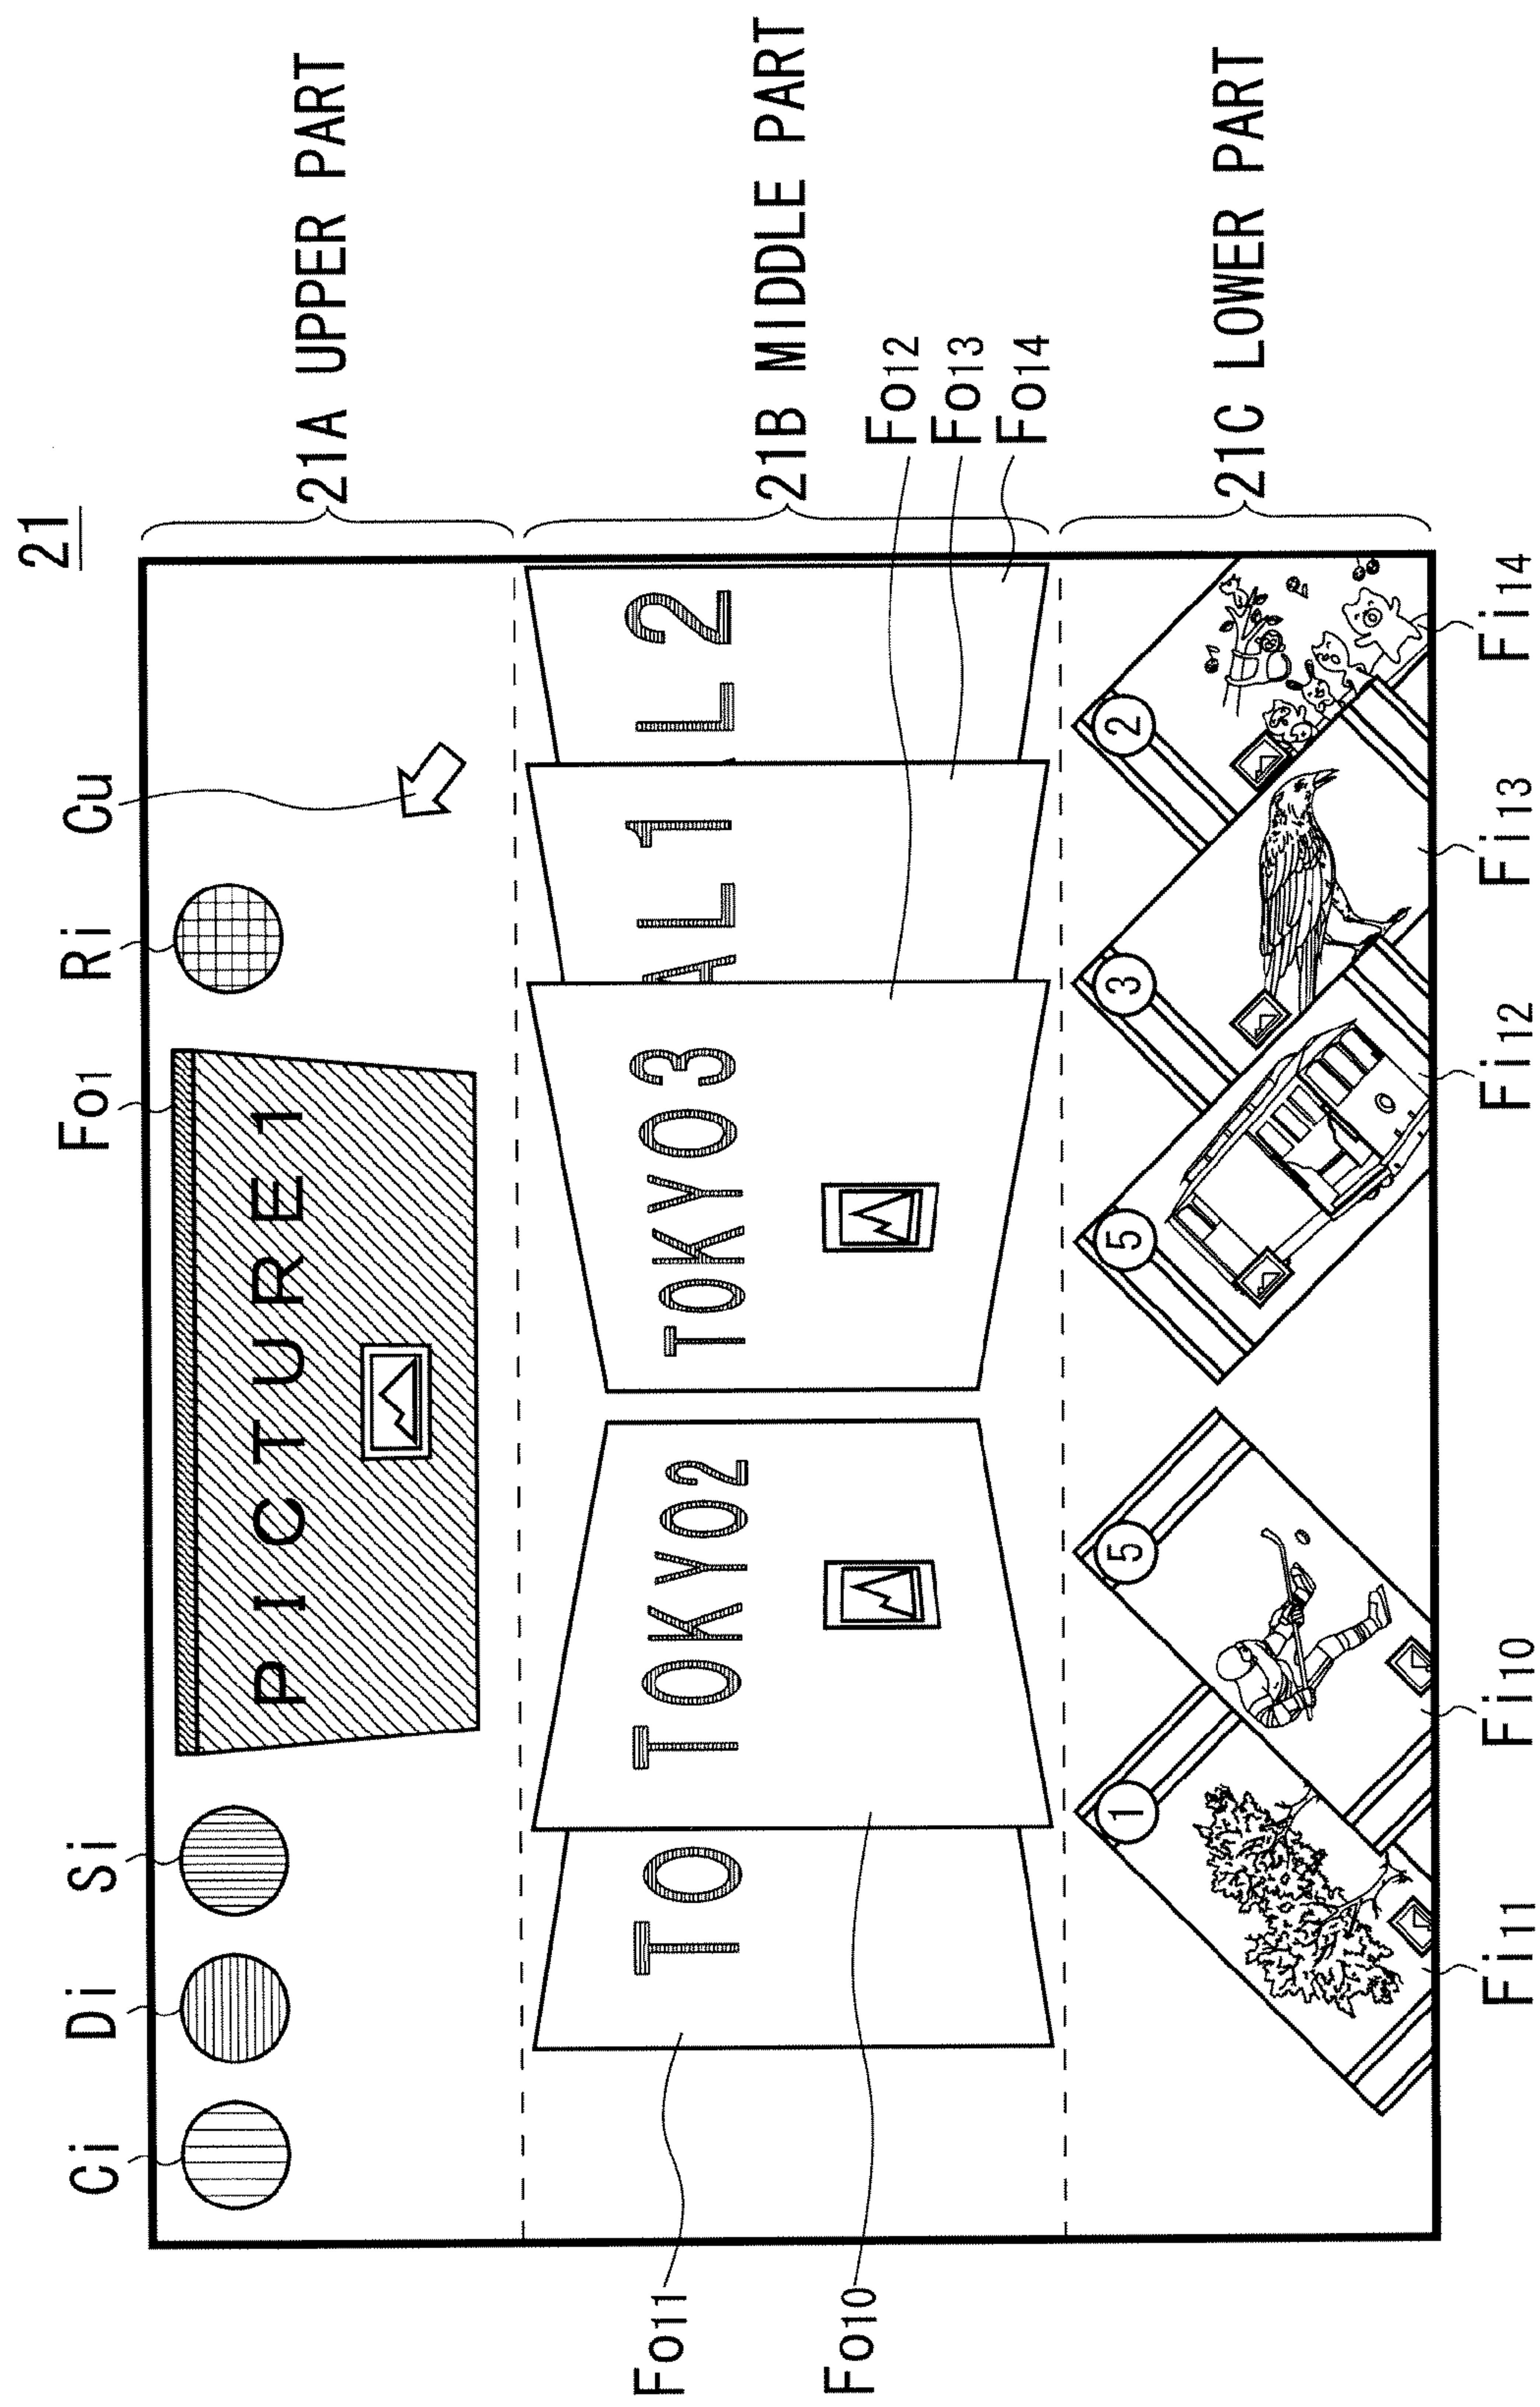 21
Ci
Di
Si
Fo1
Ri
Cu
PICTURE1
21A UPPER PART
TO
TOKYO2
TOKYO3
AL1
L2
21B MIDDLE PART
Fo11
Fo10
Fo12
Fo13
Fo14
1
5
5
3
2
21C LOWER PART
Fi11
Fi10
Fi12
Fi13
Fi14